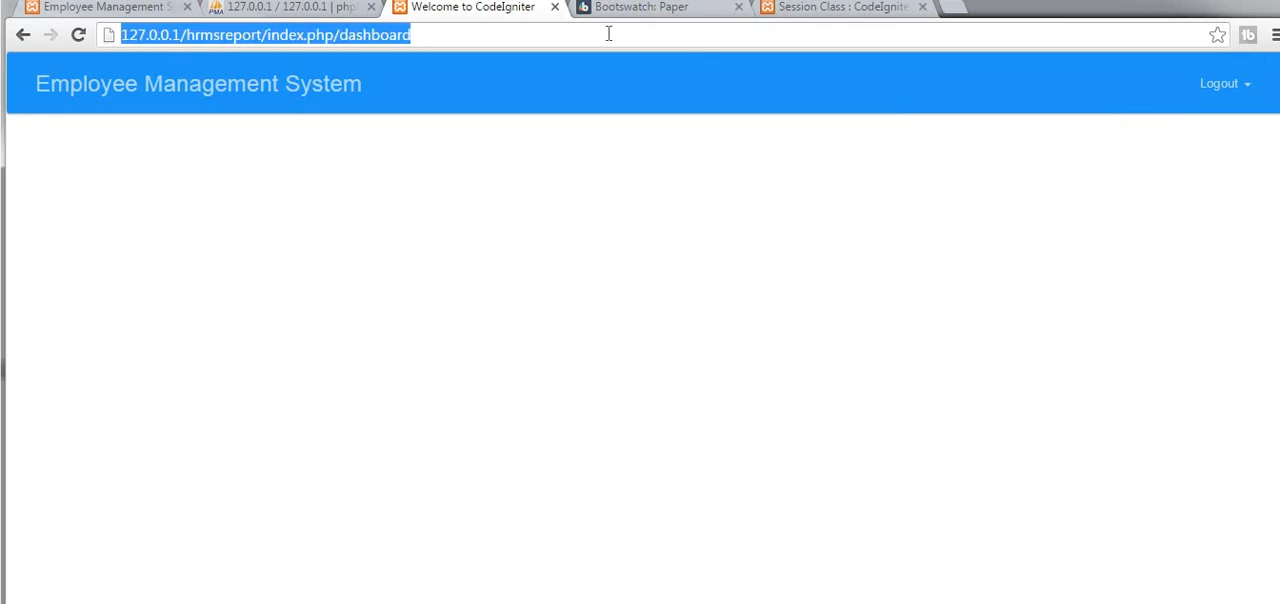 Employee Management S
127.0.0.1 / 127.0.0.1 | php
Welcome to CodeIgniter
Bootswatch: Paper
Session Class : CodeIgnite
127.0.0.1/hrmsreport/index.php/dashboard
Employee Management System
Logout